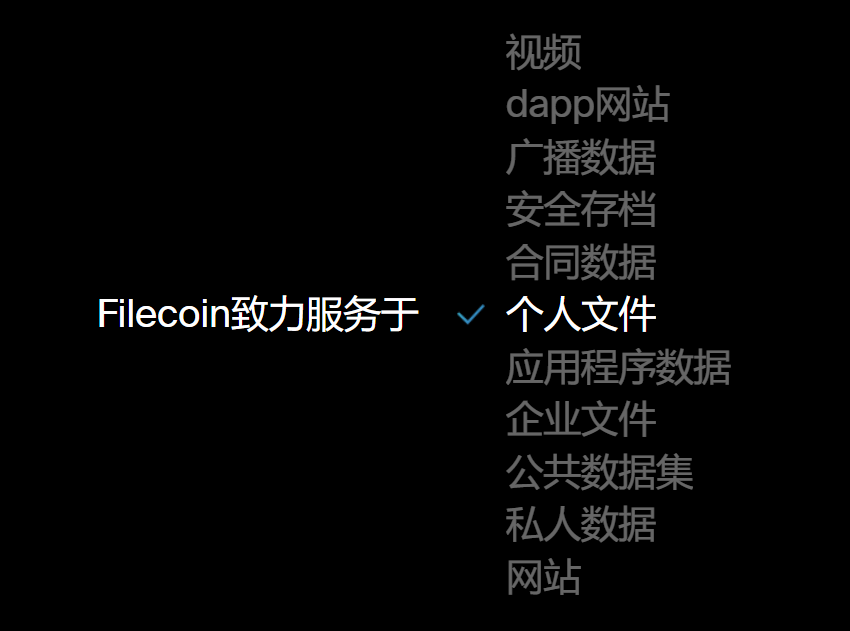 视频
dapp网站
广播数据
安全存档
合同数据
Filecoin致力服务于 ✓ 个人文件
应用程序数据
企业文件
公共数据集
私人数据
网站